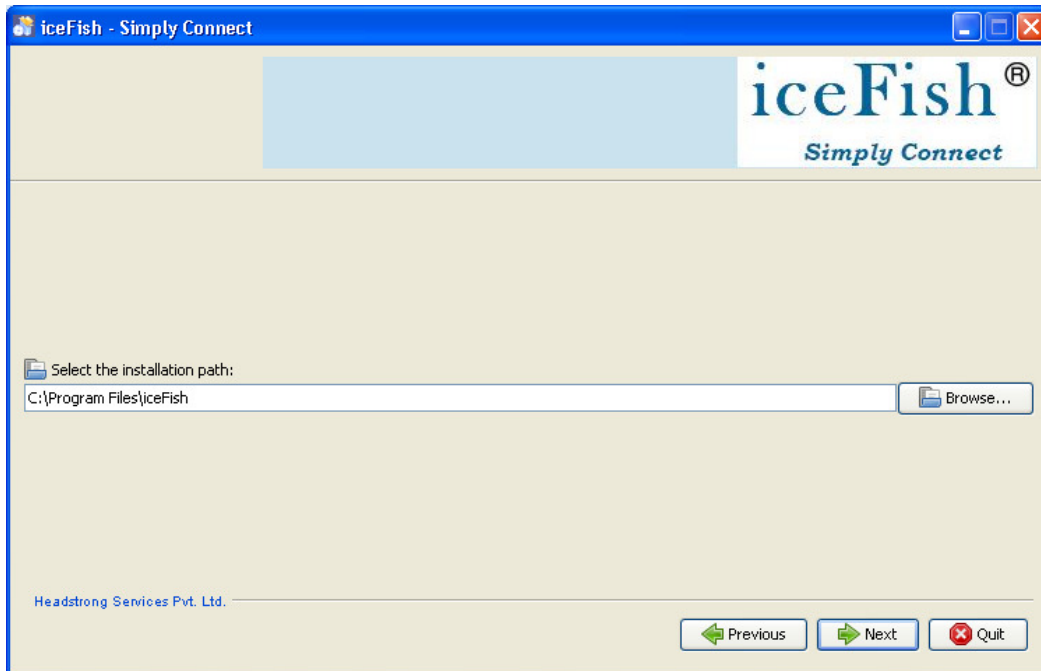 iceFish - Simply Connect
iceFish ®
Simply Connect
Select the installation path:
C:\Program Files\iceFish
Browse...
Headstrong Services Pvt. Ltd.
Previous
Next
Quit